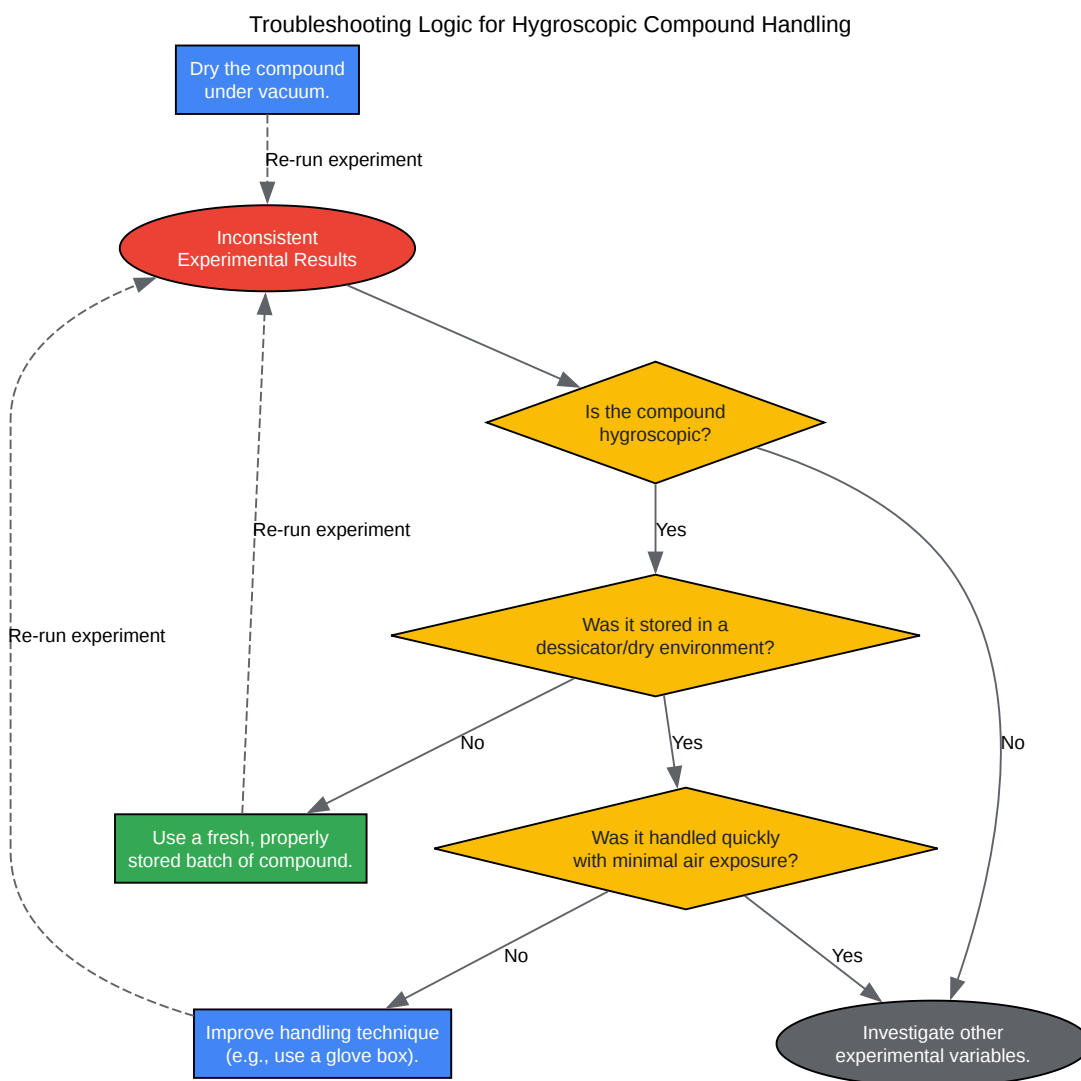 Troubleshooting Logic for Hygroscopic Compound Handling
Dry the compound
under vacuum.
Re-run experiment
Inconsistent
Experimental Results
Is the compound
hygroscopic?
Re-run experiment
Yes
Was it stored in a
dessicator/dry environment?
Re-run experiment
No
Yes
No
Use a fresh, properly
stored batch of compound.
Was it handled quickly
with minimal air exposure?
No
Yes
Improve handling technique
(e.g., use a glove box).
Investigate other
experimental variables.